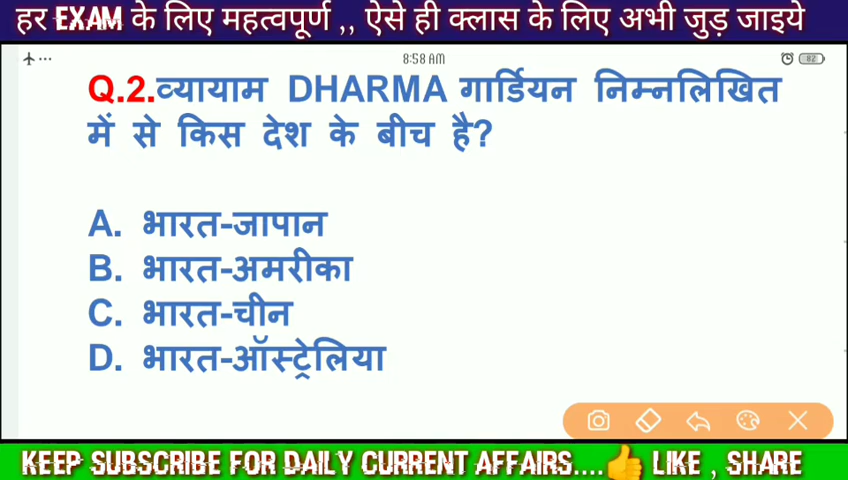 हर EXAM के लिए महत्वपूर्ण ,, ऐसे ही क्लास के लिए अभी जुड़ जाइये
8:58 AM
82
Q.2.व्यायाम DHARMA गार्डियन निम्नलिखित
में से किस देश के बीच है?
A. भारत-जापान
B. भारत-अमरीका
C. भारत-चीन
D. भारत-ऑस्ट्रेलिया
KEEP SUBSCRIBE FOR DAILY CURRENT AFFAIRS.... LIKE , SHARE